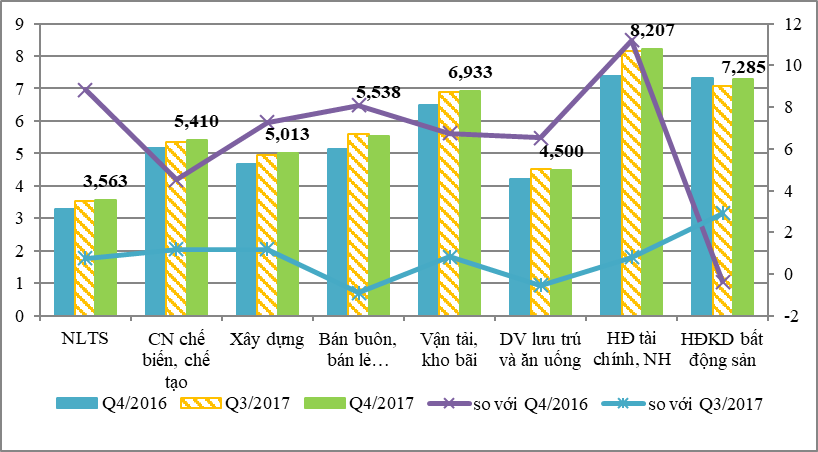 9
8
7
6
5
4
3
2
1
0
12
10
8
6
4
2
0
-2
3,563
5,410
5,013
5,538
6,933
4,500
8,207
7,285
NLTS
CN chế
biến, chế
tạo
Xây dựng
Bán buôn,
bán lẻ…
Vận tải,
kho bãi
DV lưu trú
và ăn uống
HĐ tài
chính, NH
HĐKD bất
động sản
Q4/2016
Q3/2017
Q4/2017
so với Q4/2016
so với Q3/2017